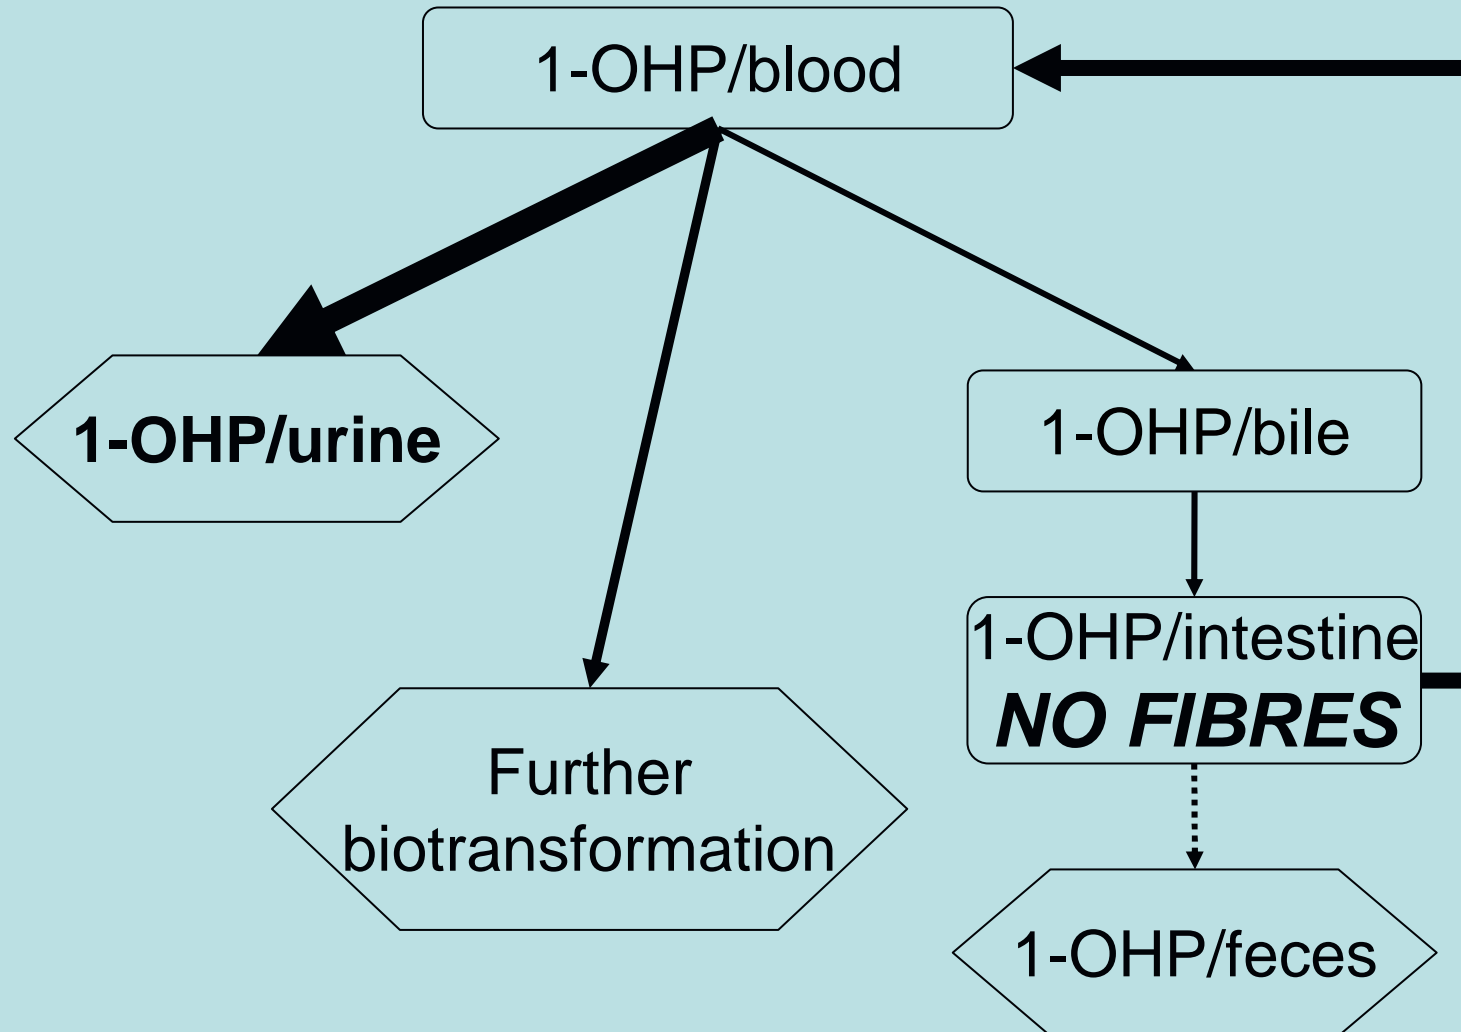 1-OHP/blood
1-OHP/urine
1-OHP/bile
1-OHP/intestine
NO FIBRES
Further
biotransformation
1-OHP/feces